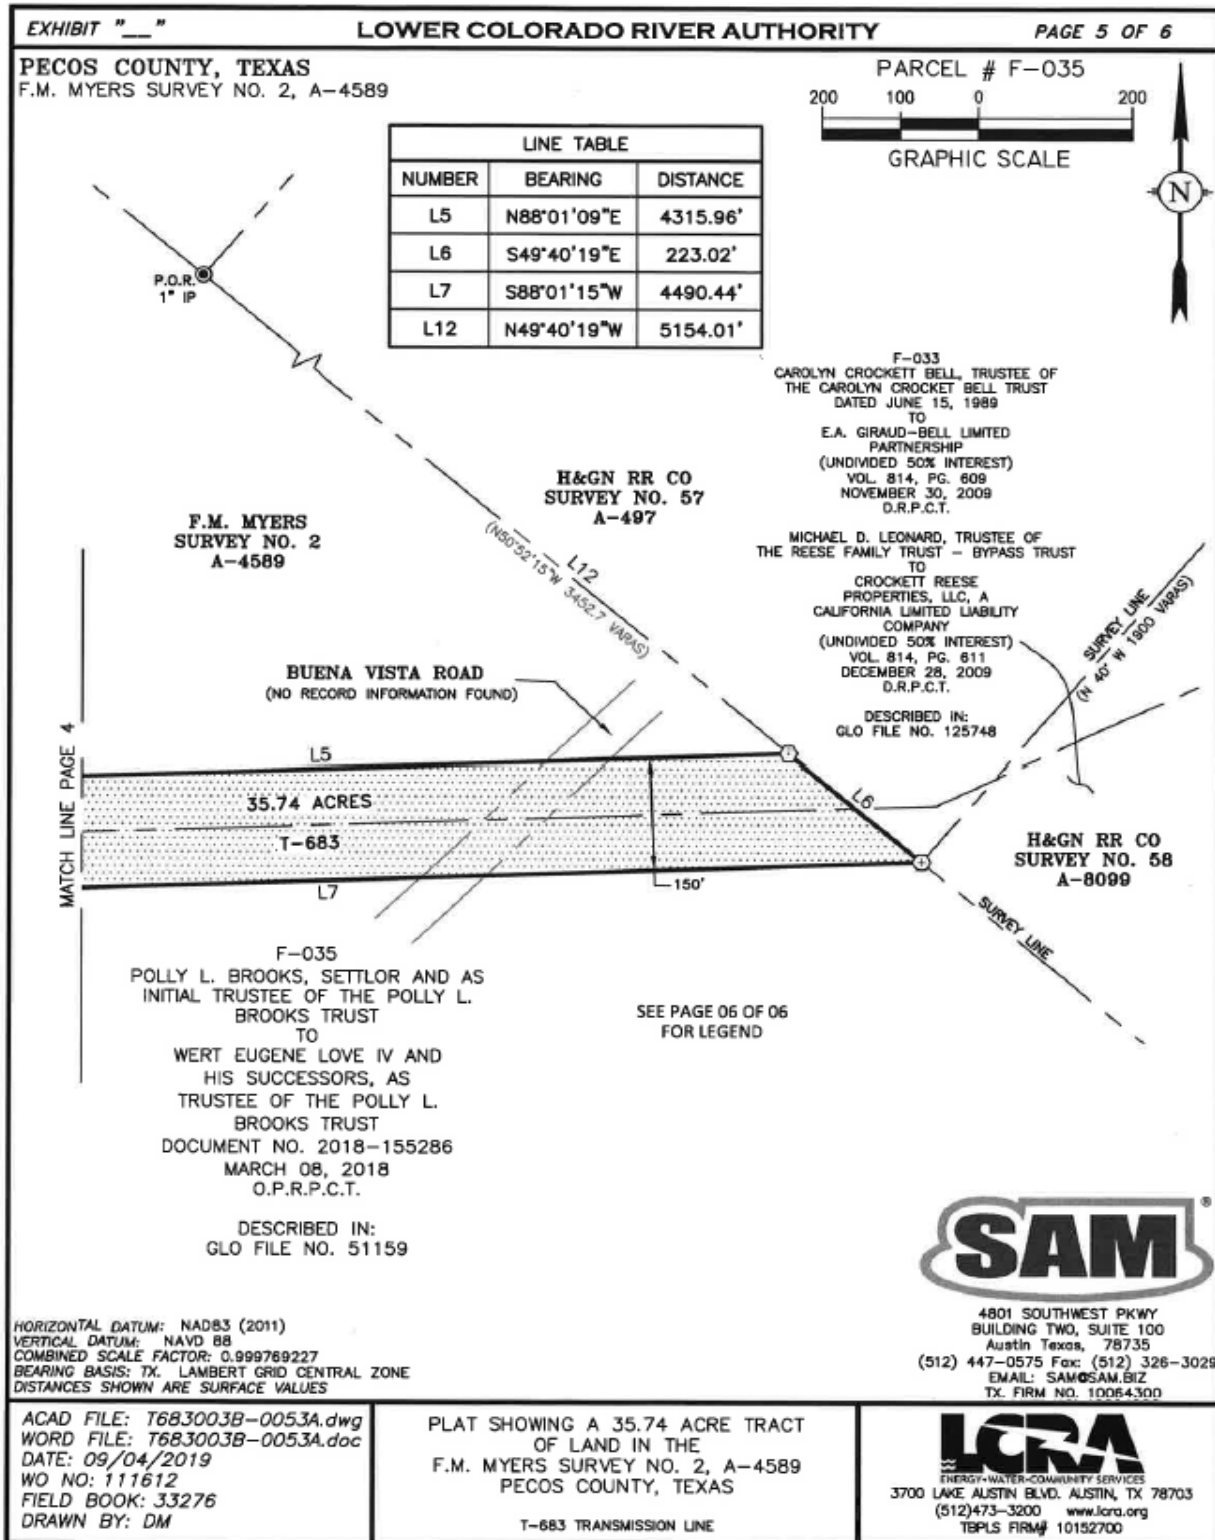 EXHIBIT "__"
LOWER COLORADO RIVER AUTHORITY
PAGE 5 OF 6
PECOS COUNTY, TEXAS
F.M. MYERS SURVEY NO. 2, A-4589
PARCEL # F-035
200 100 0 200
GRAPHIC SCALE
N
LINE TABLE
NUMBER BEARING DISTANCE
L5 N88°01'09"E 4315.96'
L6 S49°40'19"E 223.02'
L7 S88°01'15"W 4490.44'
L12 N49°40'19"W 5154.01'
P.O.R.
1" IP
F-033
CAROLYN CROCKETT BELL, TRUSTEE OF
THE CAROLYN CROCKET BELL TRUST
DATED JUNE 15, 1989
TO
E.A. GIRAUD-BELL LIMITED
PARTNERSHIP
(UNDIVIDED 50% INTEREST)
VOL. 814, PG. 609
NOVEMBER 30, 2009
D.R.P.C.T.
MICHAEL D. LEONARD, TRUSTEE OF
THE REESE FAMILY TRUST - BYPASS TRUST
TO
CROCKETT REESE
PROPERTIES, LLC, A
CALIFORNIA LIMITED LIABILITY
COMPANY
(UNDIVIDED 50% INTEREST)
VOL. 814, PG. 611
DECEMBER 28, 2009
D.R.P.C.T.
DESCRIBED IN:
GLO FILE NO. 125748
H&GN RR CO
SURVEY NO. 57
A-497
F.M. MYERS
SURVEY NO. 2
A-4589
L12
(N50°52'15"W 3452.7 VARAS)
SURVEY LINE
(N 40° W 1900 VARAS)
BUENA VISTA ROAD
(NO RECORD INFORMATION FOUND)
MATCH LINE PAGE 4
L5
35.74 ACRES
T-683
L7
L6
150'
H&GN RR CO
SURVEY NO. 58
A-8099
SURVEY LINE
F-035
POLLY L. BROOKS, SETTLOR AND AS
INITIAL TRUSTEE OF THE POLLY L.
BROOKS TRUST
TO
WERT EUGENE LOVE IV AND
HIS SUCCESSORS, AS
TRUSTEE OF THE POLLY L.
BROOKS TRUST
DOCUMENT NO. 2018-155286
MARCH 08, 2018
O.P.R.P.C.T.
DESCRIBED IN:
GLO FILE NO. 51159
SEE PAGE 06 OF 06
FOR LEGEND
SAM®
4801 SOUTHWEST PKWY
BUILDING TWO, SUITE 100
Austin Texas, 78735
(512) 447-0575 Fax: (512) 326-3029
EMAIL: SAM@SAM.BIZ
TX. FIRM NO. 10064300
HORIZONTAL DATUM: NAD83 (2011)
VERTICAL DATUM: NAVD 88
COMBINED SCALE FACTOR: 0.999769227
BEARING BASIS: TX. LAMBERT GRID CENTRAL ZONE
DISTANCES SHOWN ARE SURFACE VALUES
ACAD FILE: T683003B-0053A.dwg
WORD FILE: T683003B-0053A.doc
DATE: 09/04/2019
WO NO: 111612
FIELD BOOK: 33276
DRAWN BY: DM
PLAT SHOWING A 35.74 ACRE TRACT
OF LAND IN THE
F.M. MYERS SURVEY NO. 2, A-4589
PECOS COUNTY, TEXAS
T-683 TRANSMISSION LINE
LCRA
ENERGY•WATER•COMMUNITY SERVICES
3700 LAKE AUSTIN BLVD. AUSTIN, TX 78703
(512)473-3200 www.lcra.org
TBPLS FIRM# 10152700